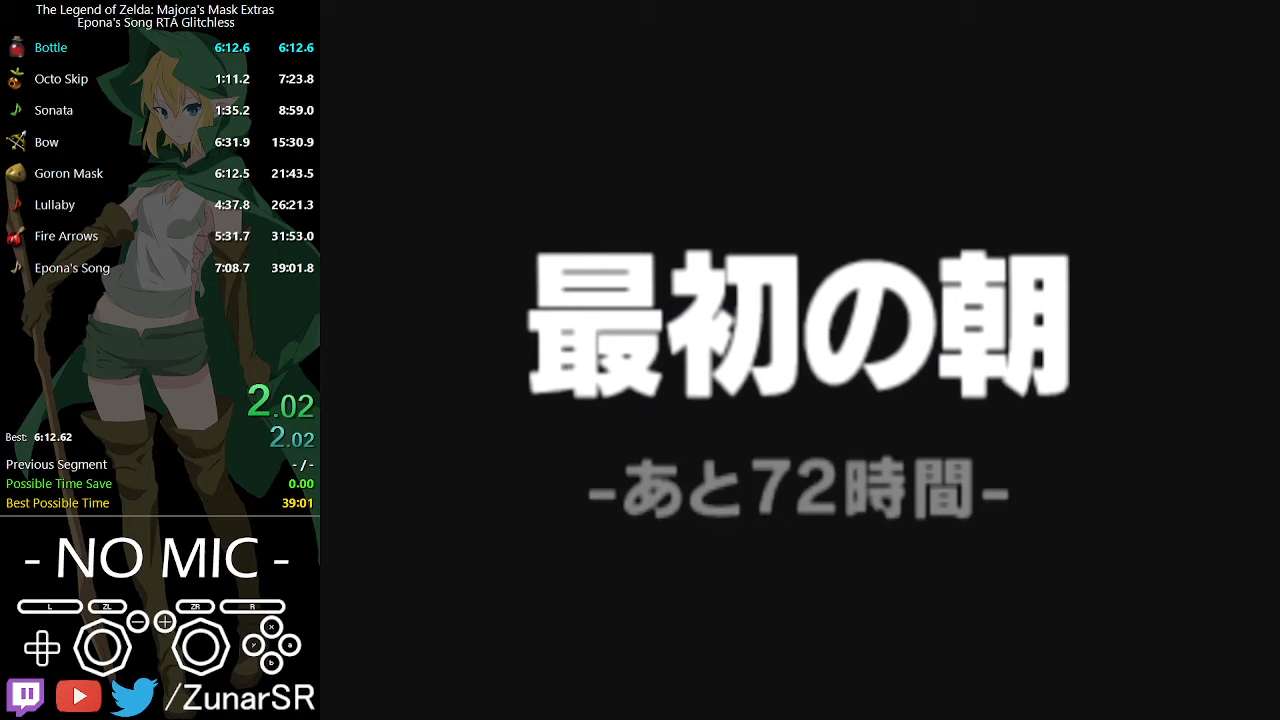 The Legend of Zelda: Majora's Mask Extras
Epona's Song RTA Glitchless
Bottle 6:12.6 6:12.6
Octo Skip 1:11.2 7:23.8
Sonata 1:35.2 8:59.0
Bow 6:31.9 15:30.9
Goron Mask 6:12.5 21:43.5
Lullaby 4:37.8 26:21.3
Fire Arrows 5:31.7 31:53.0
Epona's Song 7:08.7 39:01.8
2.02
Best: 6:12.62 2.02
Previous Segment - / -
Possible Time Save 0.00
Best Possible Time 39:01
- NO MIC -
L ZL ZR R
x
y a
b
/ZunarSR
最初の朝
-あと72時間-